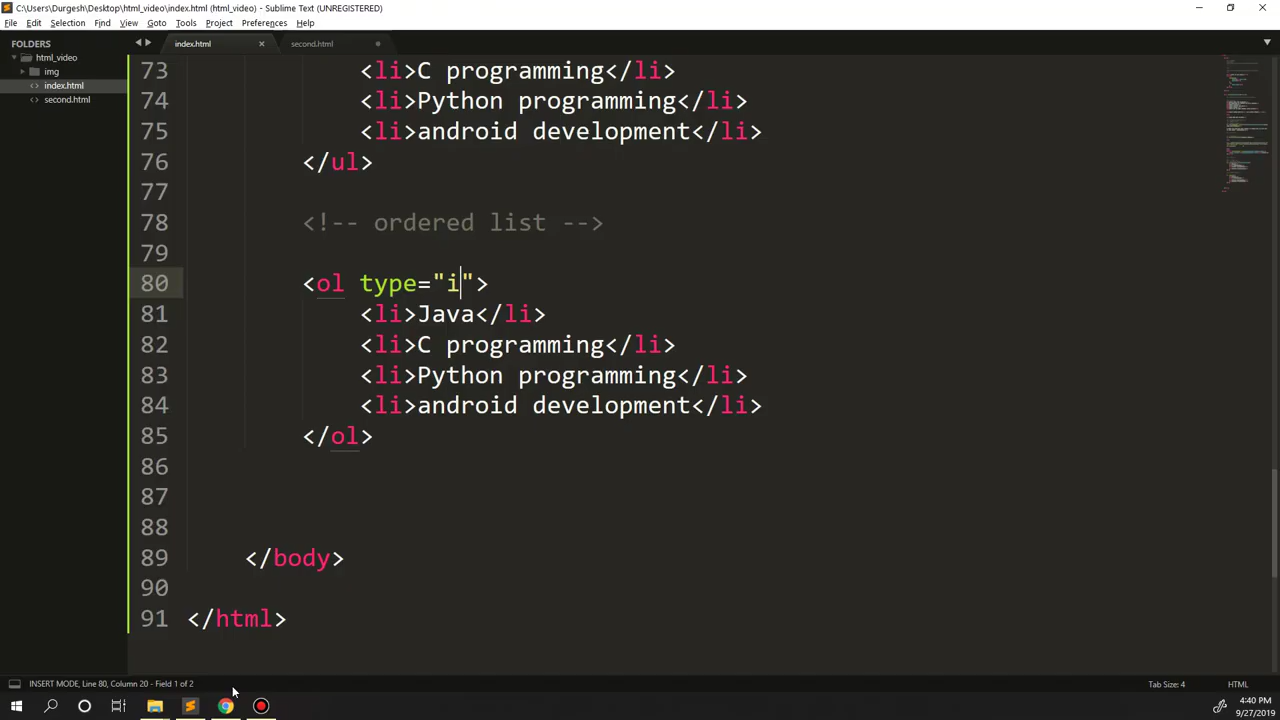 C:\Users\Durgesh\Desktop\html_video\index.html (html_video) - Sublime Text (UNREGISTERED)
File Edit Selection Find View Goto Tools Project Preferences Help
FOLDERS
html_video
img
index.html
second.html
index.html
second.html
73 <li>C programming</li>
74 <li>Python programming</li>
75 <li>android development</li>
76 </ul>
77
78 <!-- ordered list -->
79
80 <ol type="i">
81 <li>Java</li>
82 <li>C programming</li>
83 <li>Python programming</li>
84 <li>android development</li>
85 </ol>
86
87
88
89 </body>
90
91 </html>
INSERT MODE, Line 80, Column 20 - Field 1 of 2
Tab Size: 4
HTML
4:40 PM
9/27/2019